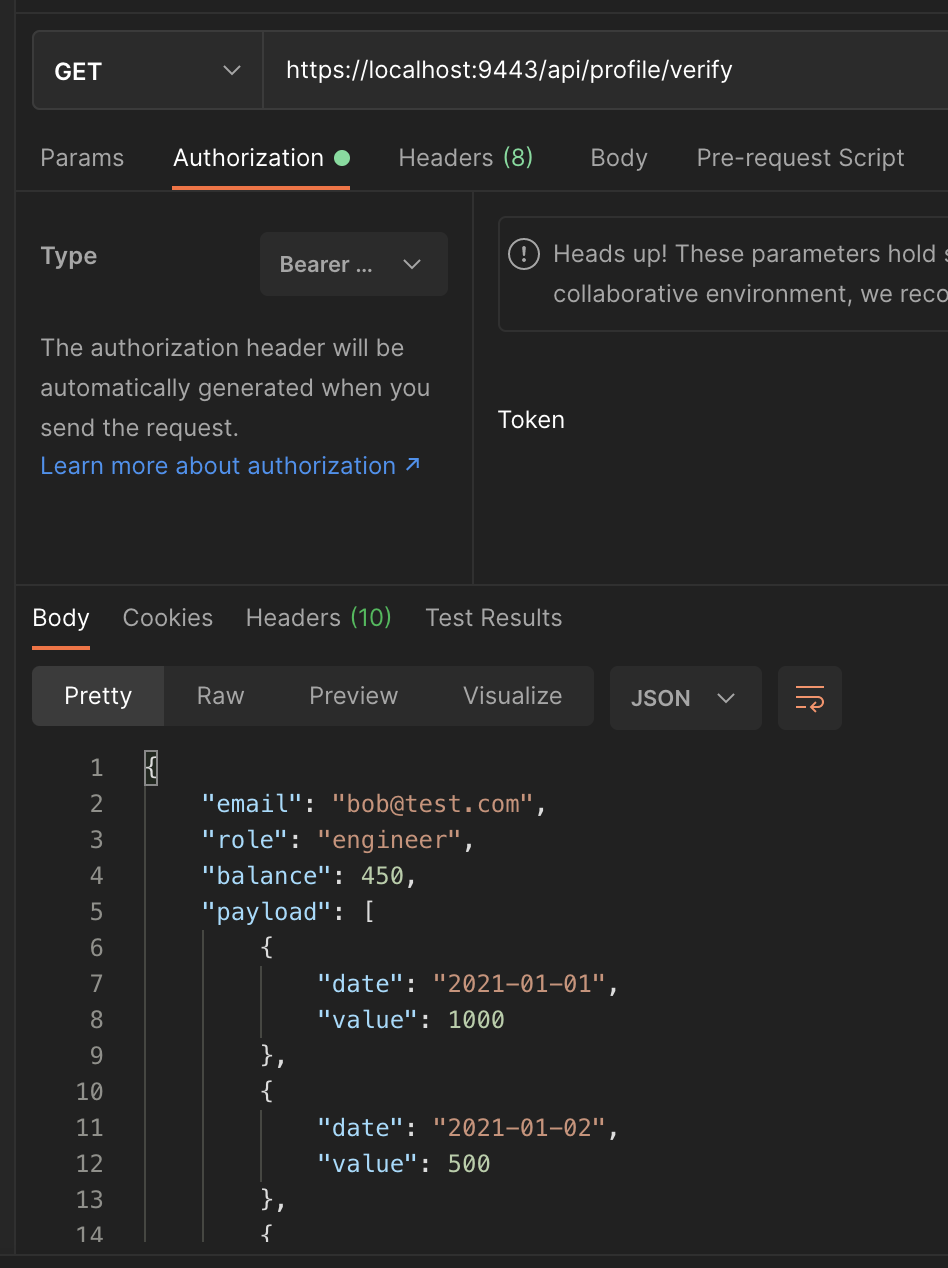 GET https://localhost:9443/api/profile/verify
Params Authorization Headers (8) Body Pre-request Script
Type Bearer ...
Heads up! These parameters hold
collaborative environment, we
The authorization header will be
automatically generated when you
send the request.
Learn more about authorization ↗
Token
Body Cookies Headers (10) Test Results
Pretty Raw Preview Visualize JSON
1 {
2 "email": "bob@test.com",
3 "role": "engineer",
4 "balance": 450,
5 "payload": [
6 {
7 "date": "2021-01-01",
8 "value": 1000
9 },
10 {
11 "date": "2021-01-02",
12 "value": 500
13 },
14 {